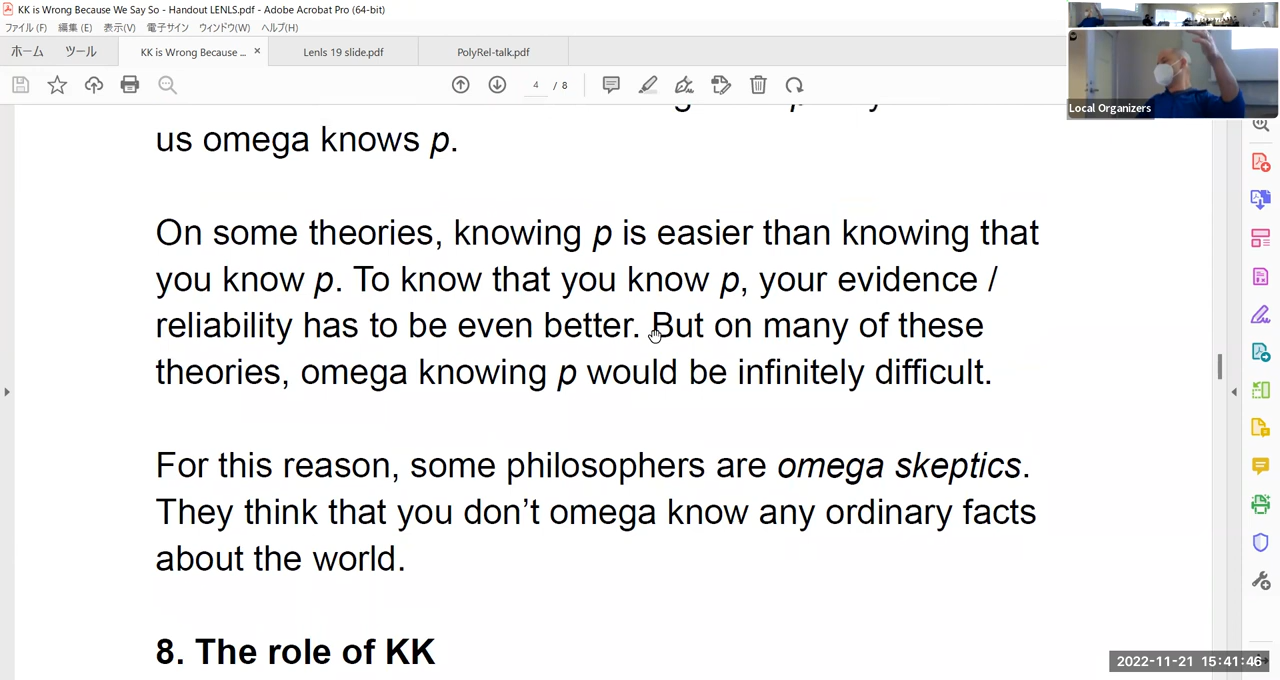 KK is Wrong Because We Say So - Handout LENLS.pdf - Adobe Acrobat Pro (64-bit)
ファイル(F) 編集(E) 表示(V) 電子サイン ウィンドウ(W) ヘルプ(H)
ホーム ツール KK is Wrong Because ... × Lenls 19 slide.pdf PolyRel-talk.pdf
4 / 8
Local Organizers
us omega knows p.
On some theories, knowing p is easier than knowing that
you know p. To know that you know p, your evidence /
reliability has to be even better. But on many of these
theories, omega knowing p would be infinitely difficult.
For this reason, some philosophers are omega skeptics.
They think that you don’t omega know any ordinary facts
about the world.
8. The role of KK
2022-11-21 15:41:46